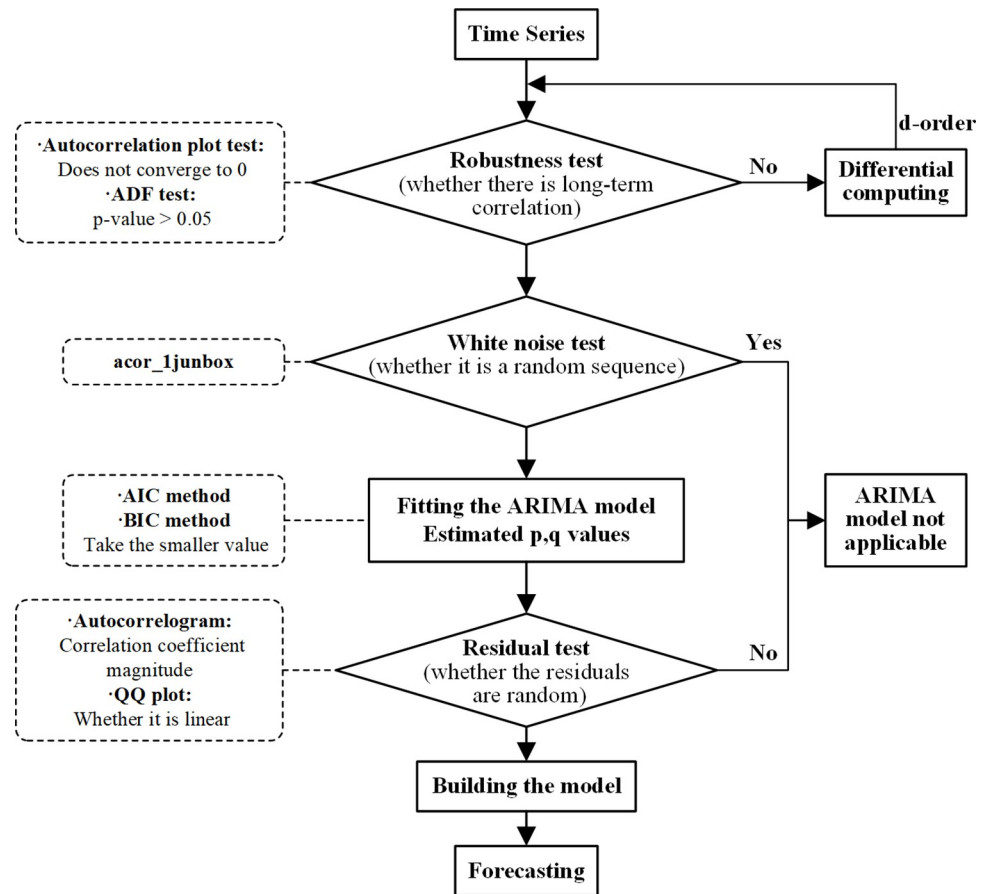 Time Series
d-order
·Autocorrelation plot test:
Does not converge to 0
·ADF test:
p-value > 0.05
Robustness test
(whether there is long-term
correlation)
No
Differential
computing
acor_1junbox
White noise test
(whether it is a random sequence)
Yes
·AIC method
·BIC method
Take the smaller value
Fitting the ARIMA model
Estimated p,q values
ARIMA
model not
applicable
·Autocorrelogram:
Correlation coefficient
magnitude
·QQ plot:
Whether it is linear
Residual test
(whether the residuals
are random)
No
Building the model
Forecasting